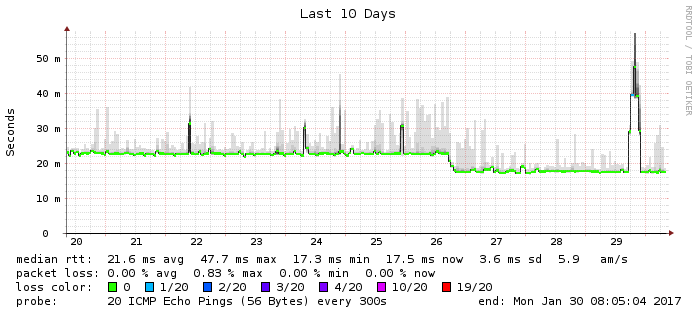 Last 10 Days
RRDTOOL / TOBI OETIKER
Seconds
50 m
40 m
30 m
20 m
10 m
0
20 21 22 23 24 25 26 27 28 29
median rtt: 21.6 ms avg 47.7 ms max 17.3 ms min 17.5 ms now 3.6 ms sd 5.9 am/s
packet loss: 0.00 % avg 0.83 % max 0.00 % min 0.00 % now
loss color: 0 1/20 2/20 3/20 4/20 10/20 19/20
probe: 20 ICMP Echo Pings (56 Bytes) every 300s end: Mon Jan 30 08:05:04 2017